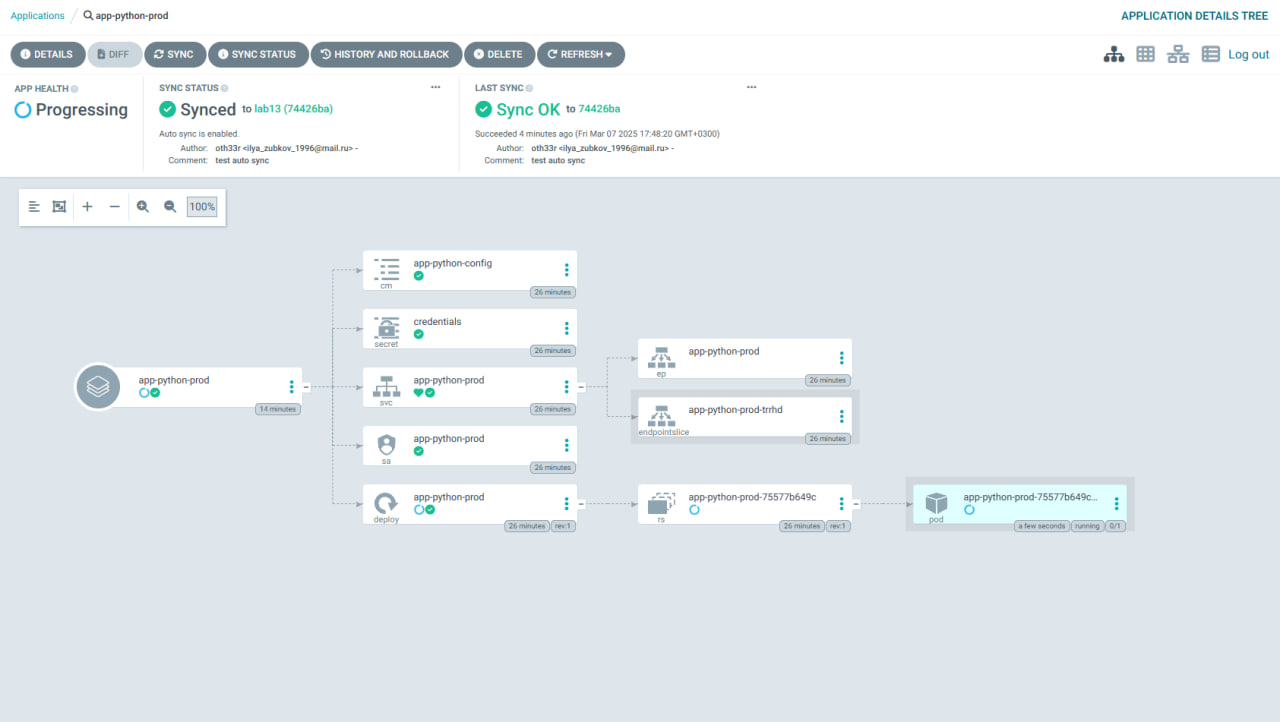 Applications / app-python-prod
APPLICATION DETAILS TREE
DETAILS
DIFF
SYNC
SYNC STATUS
HISTORY AND ROLLBACK
DELETE
REFRESH
Log out
APP HEALTH
Progressing
SYNC STATUS
Synced to lab13 (74426ba)
Auto sync is enabled.
Author: oth33r <ilya_zubkov_1996@mail.ru> -
Comment: test auto sync
LAST SYNC
Sync OK to 74426ba
Succeeded 4 minutes ago (Fri Mar 07 2025 17:48:20 GMT+0300)
Author: oth33r <ilya_zubkov_1996@mail.ru> -
Comment: test auto sync
100%
app-python-prod
14 minutes
app-python-config
cm
26 minutes
credentials
secret
26 minutes
app-python-prod
svc
26 minutes
app-python-prod
sa
26 minutes
app-python-prod
deploy
26 minutes rev:1
app-python-prod
ep
26 minutes
app-python-prod-trrhd
endpointslice
26 minutes
app-python-prod-75577b649c
rs
26 minutes rev:1
app-python-prod-75577b649c...
pod
a few seconds running 0/1